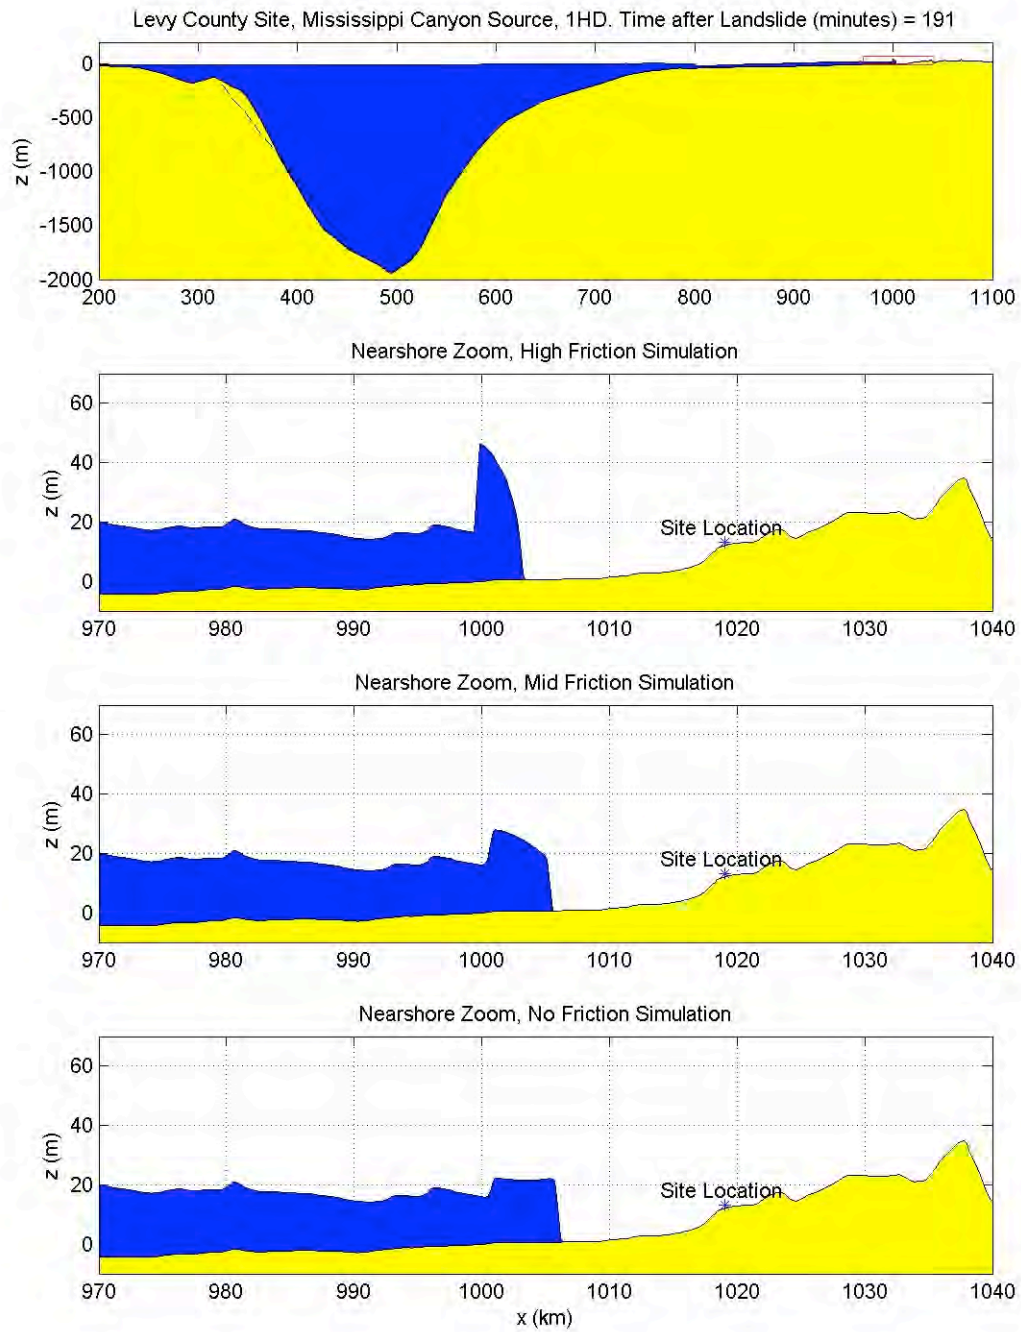 Levy County Site, Mississippi Canyon Source, 1HD. Time after Landslide (minutes) = 191
0
-500
-1000
-1500
-2000
z (m)
200 300 400 500 600 700 800 900 1000 1100
Nearshore Zoom, High Friction Simulation
60
40
20
0
z (m)
Site Location
970 980 990 1000 1010 1020 1030 1040
Nearshore Zoom, Mid Friction Simulation
60
40
20
0
z (m)
Site Location
970 980 990 1000 1010 1020 1030 1040
Nearshore Zoom, No Friction Simulation
60
40
20
0
z (m)
Site Location
970 980 990 1000 1010 1020 1030 1040
x (km)